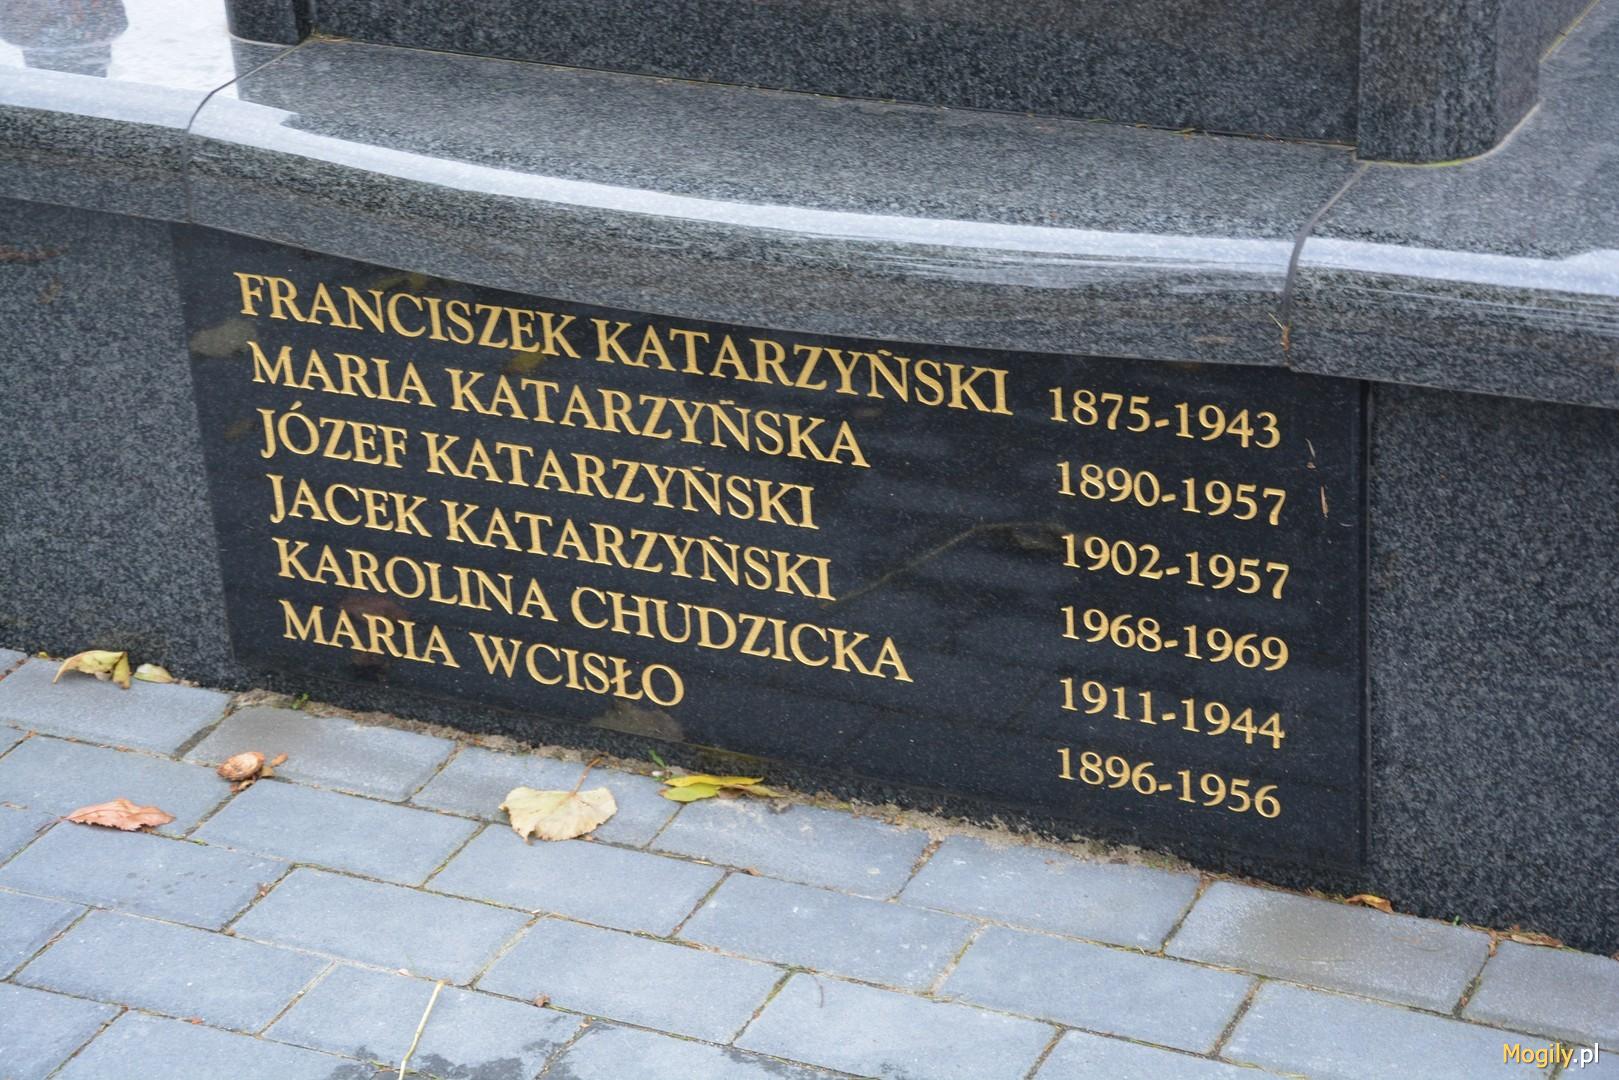 FRANCISZEK KATARZYŃSKI 1875-1943
MARIA KATARZYŃSKA 1890-1957
JÓZEF KATARZYŃSKI 1902-1957
JACEK KATARZYŃSKI 1968-1969
KAROLINA CHUDZICKA 1911-1944
MARIA WCISŁO 1896-1956
Mogily.pl